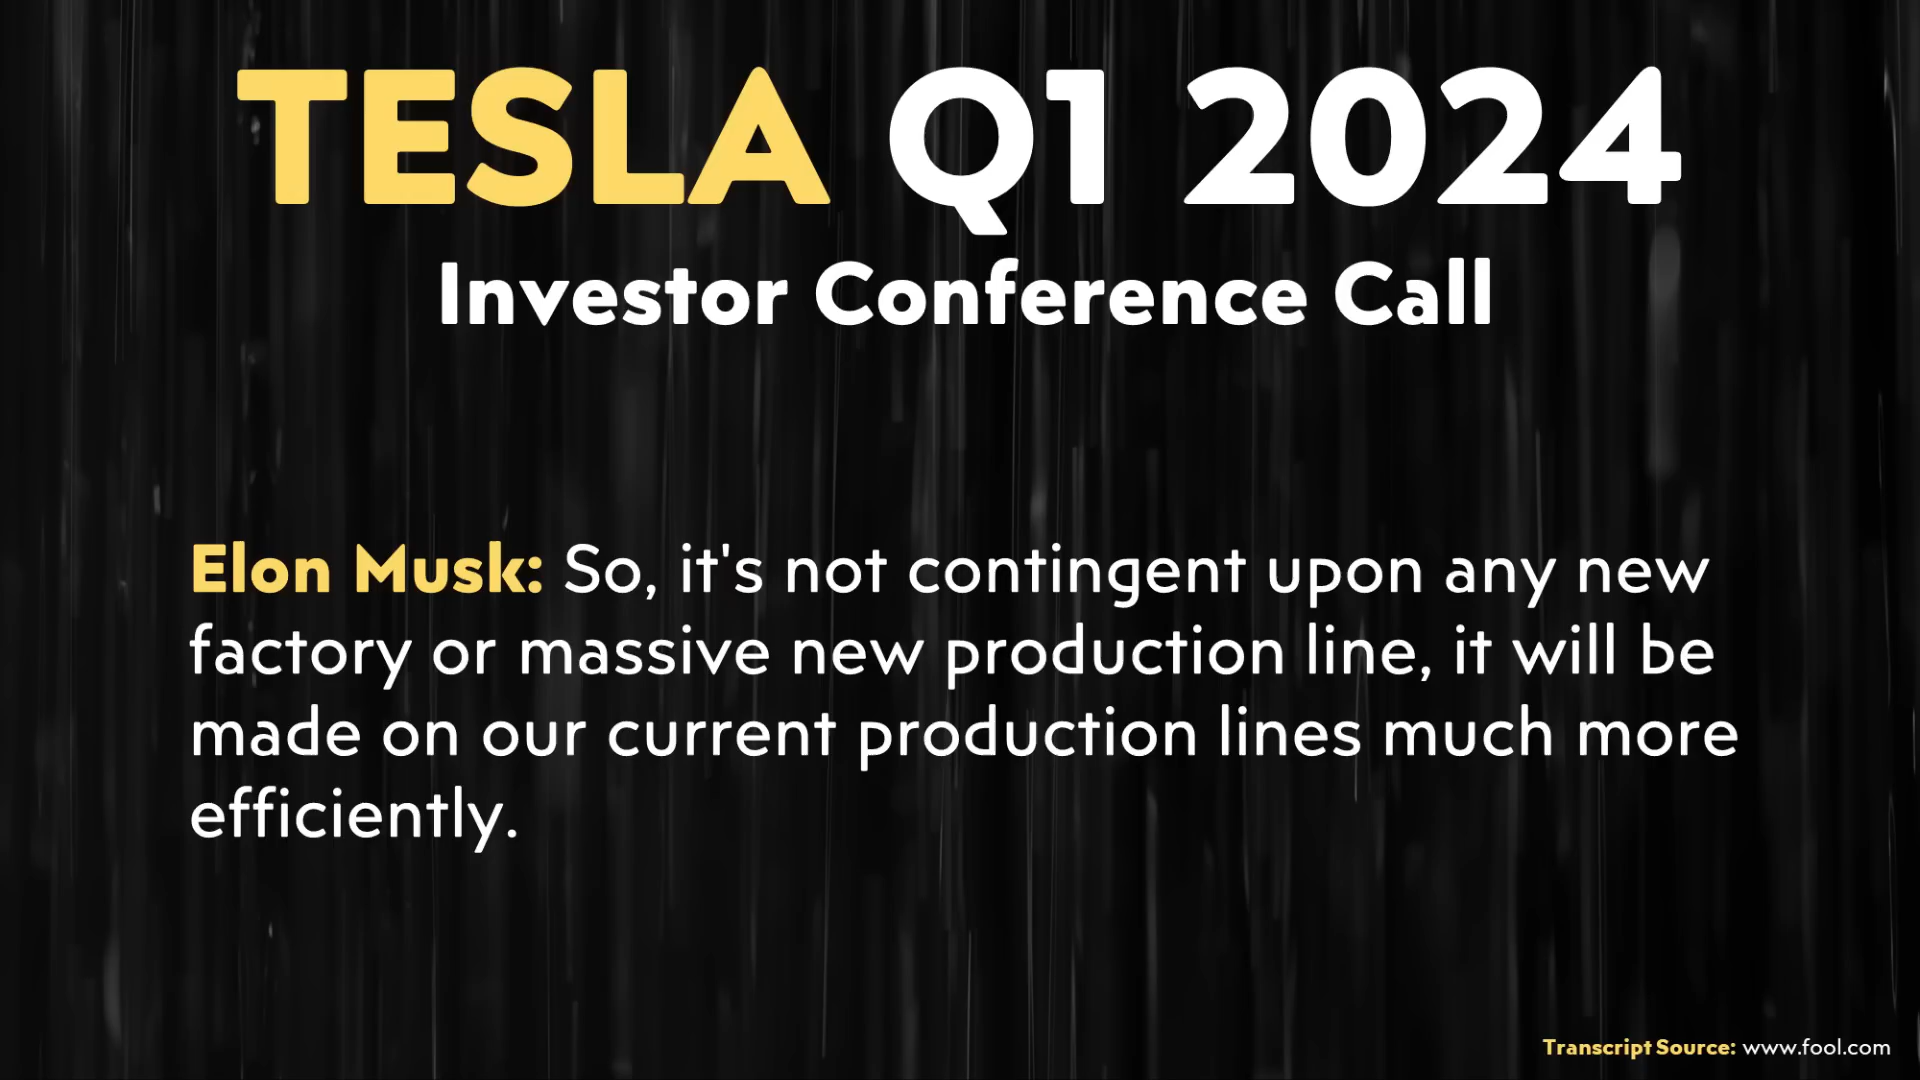 TESLA Q1 2024
Investor Conference Call
Elon Musk: So, it's not contingent upon any new
factory or massive new production line, it will be
made on our current production lines much more
efficiently.
Transcript Source: www.fool.com